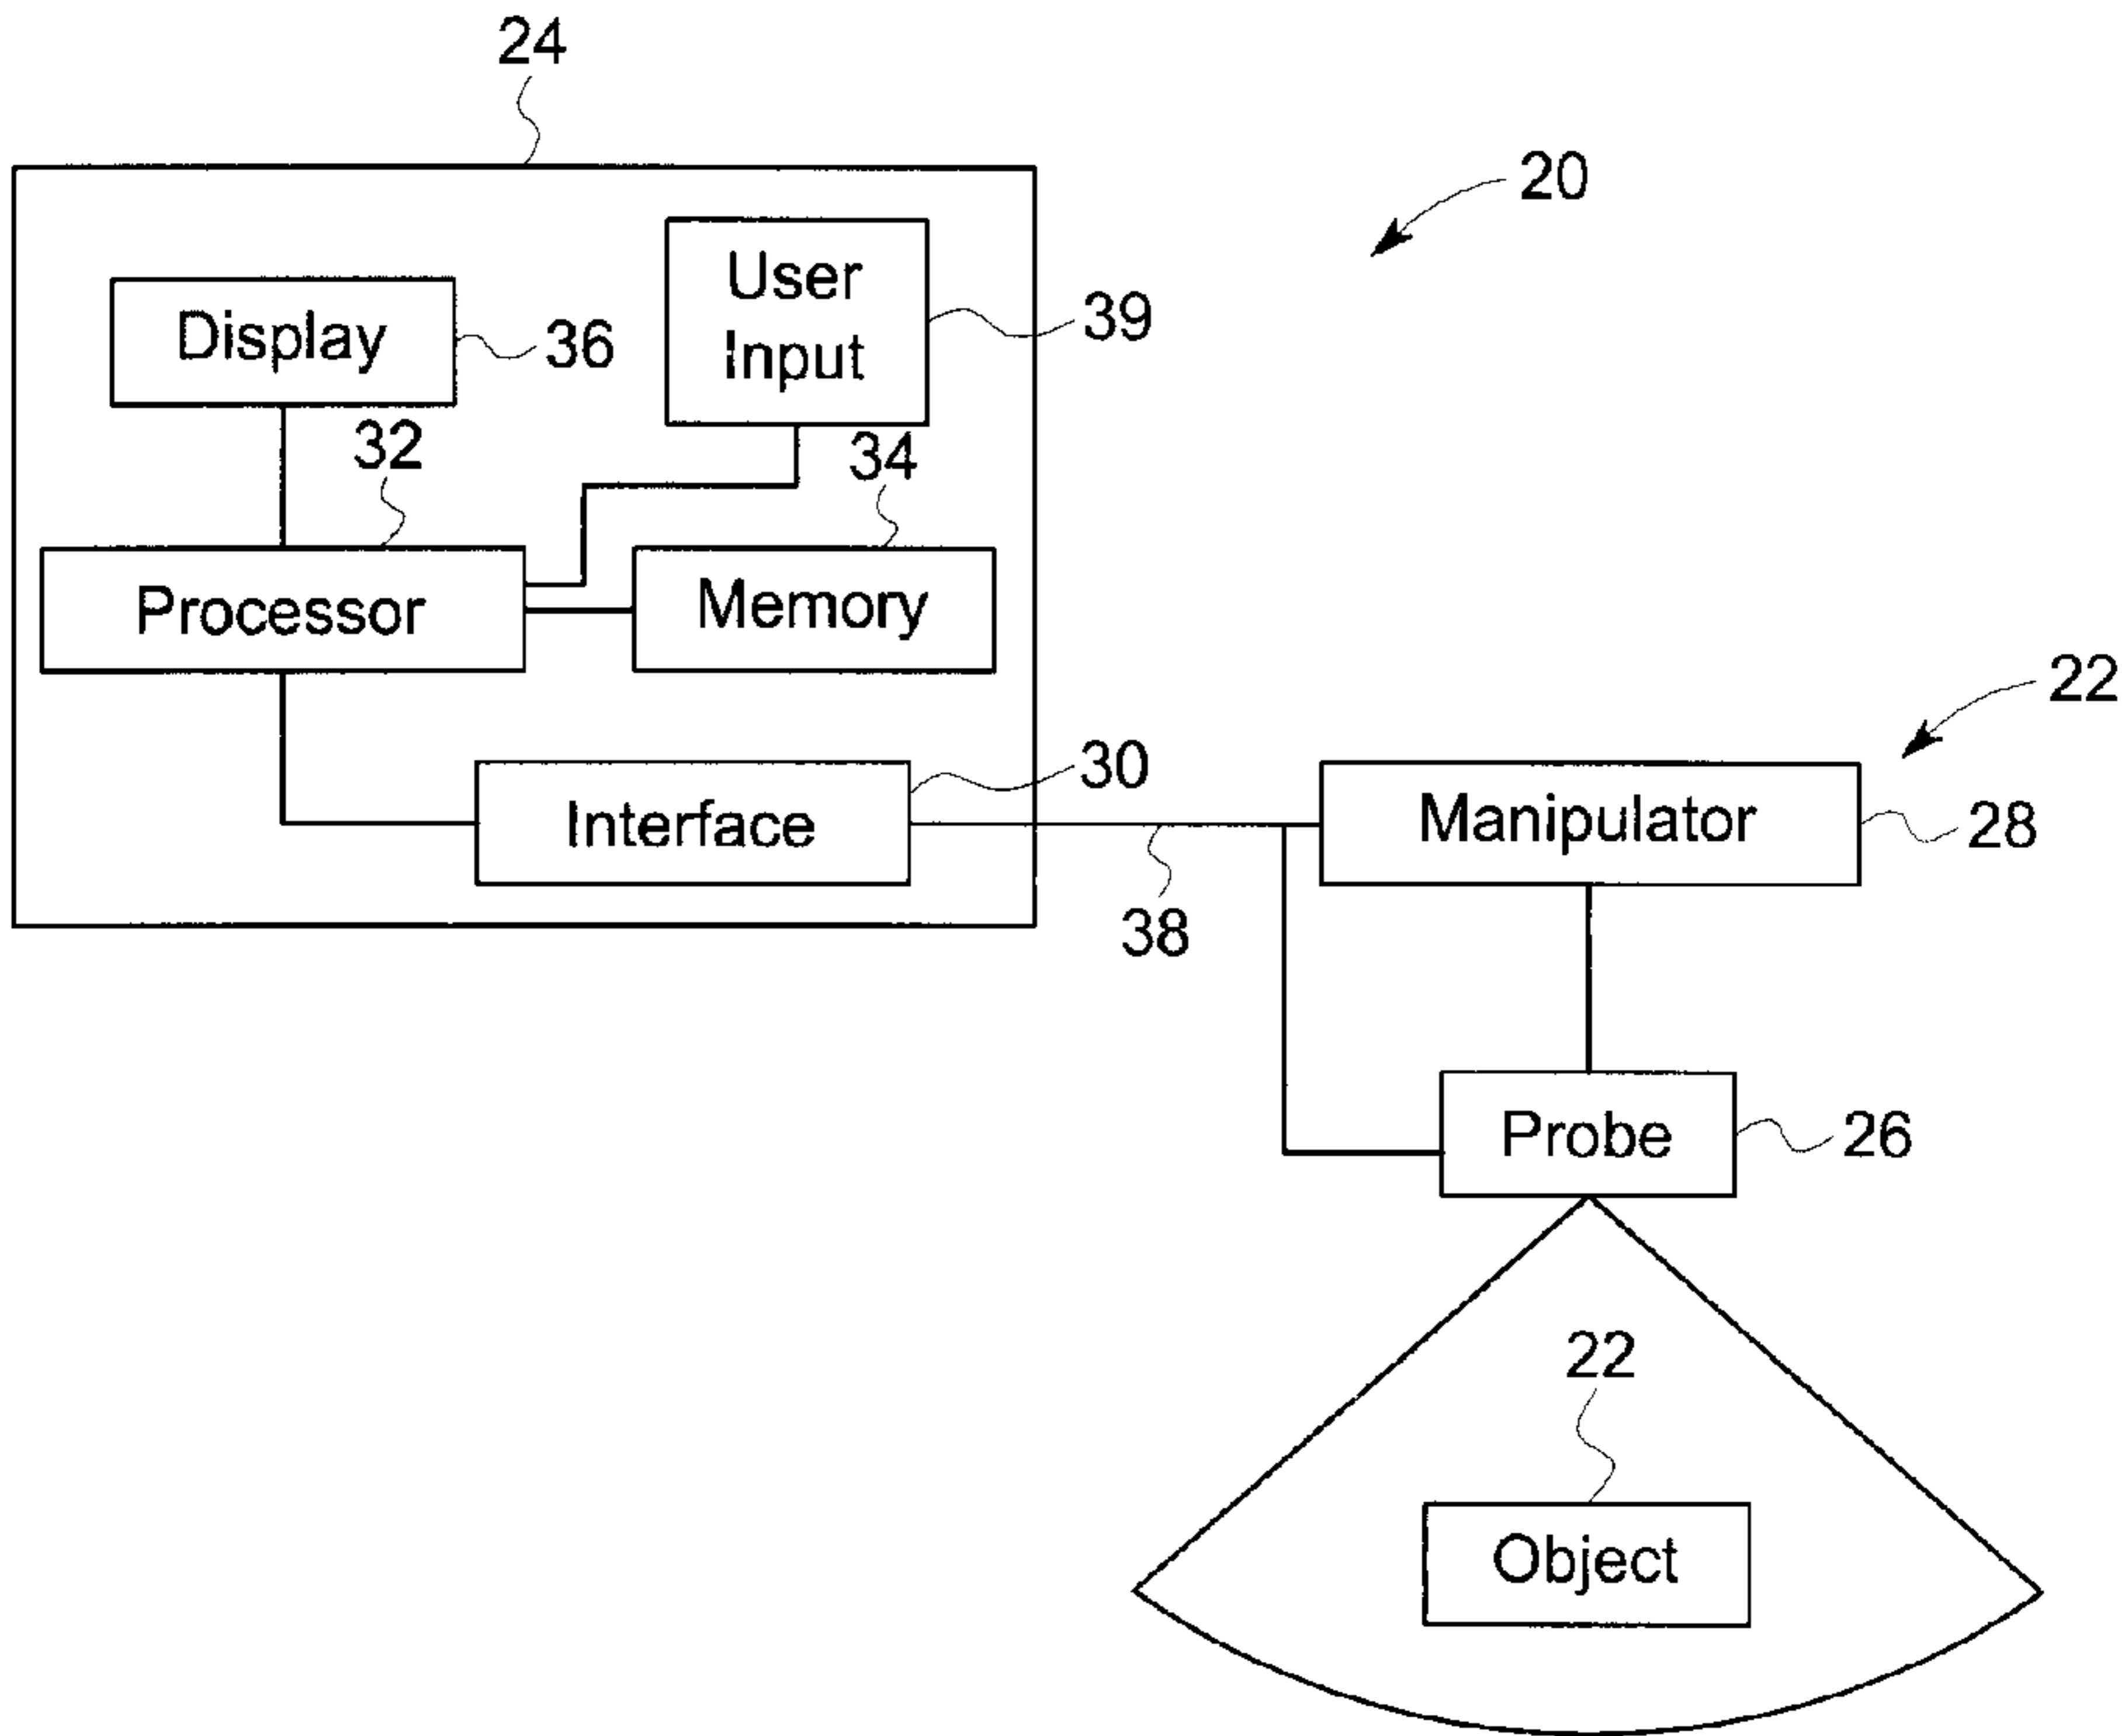 24
20
User
Input
39
Display
36
32
34
Processor
Memory
22
30
Interface
Manipulator
28
38
Probe
26
22
Object